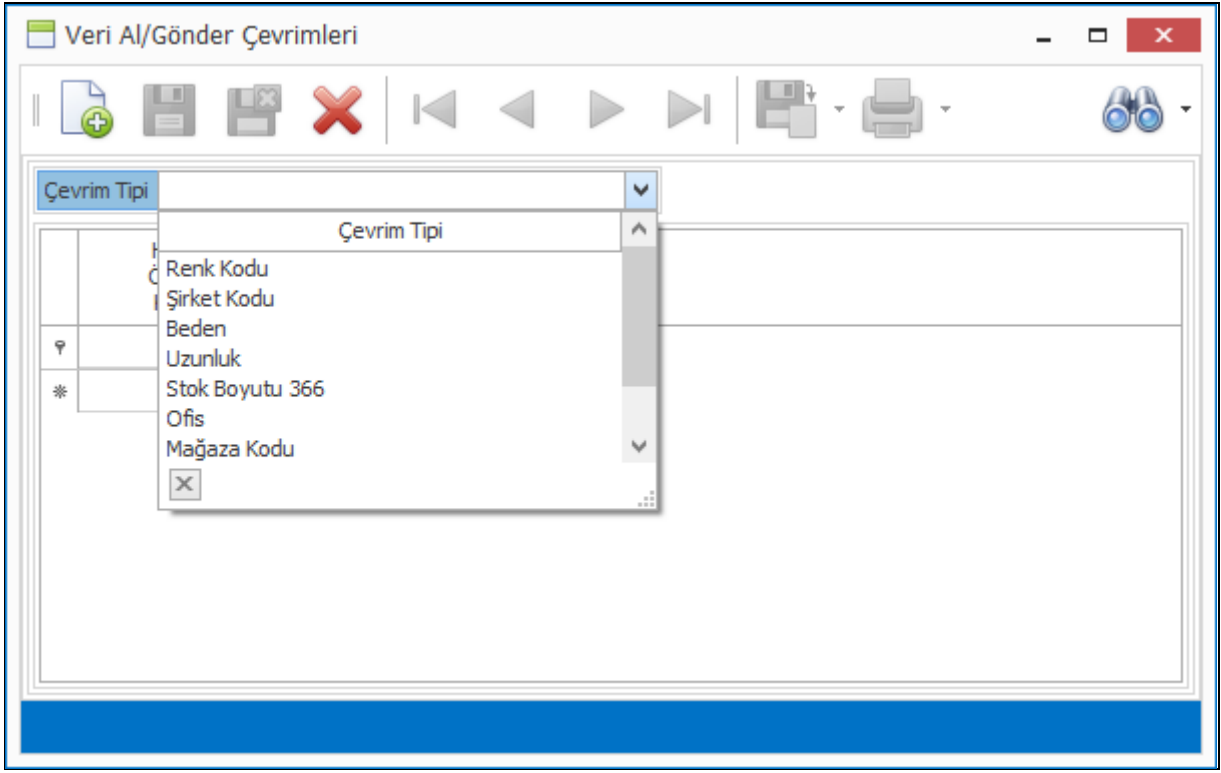 Veri Al/Gönder Çevrimleri
Çevrim Tipi
Çevrim Tipi
Renk Kodu
Şirket Kodu
Beden
Uzunluk
Stok Boyutu 366
Ofis
Mağaza Kodu